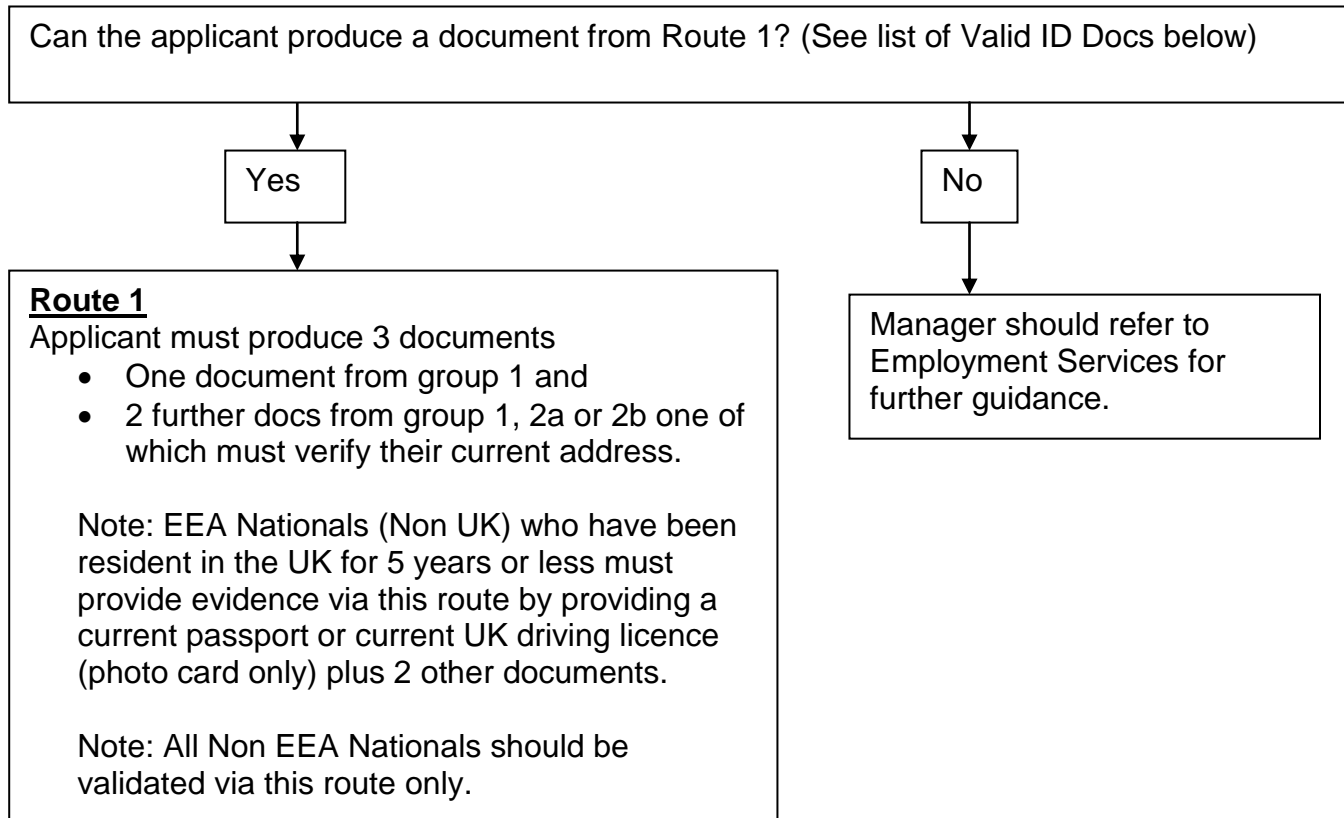 Can the applicant produce a document from Route 1? (See list of Valid ID Docs below)
Yes
No
Route 1
Applicant must produce 3 documents
• One document from group 1 and
• 2 further docs from group 1, 2a or 2b one of
which must verify their current address.
Note: EEA Nationals (Non UK) who have been
resident in the UK for 5 years or less must
provide evidence via this route by providing a
current passport or current UK driving licence
(photo card only) plus 2 other documents.
Note: All Non EEA Nationals should be
validated via this route only.
Manager should refer to
Employment Services for
further guidance.